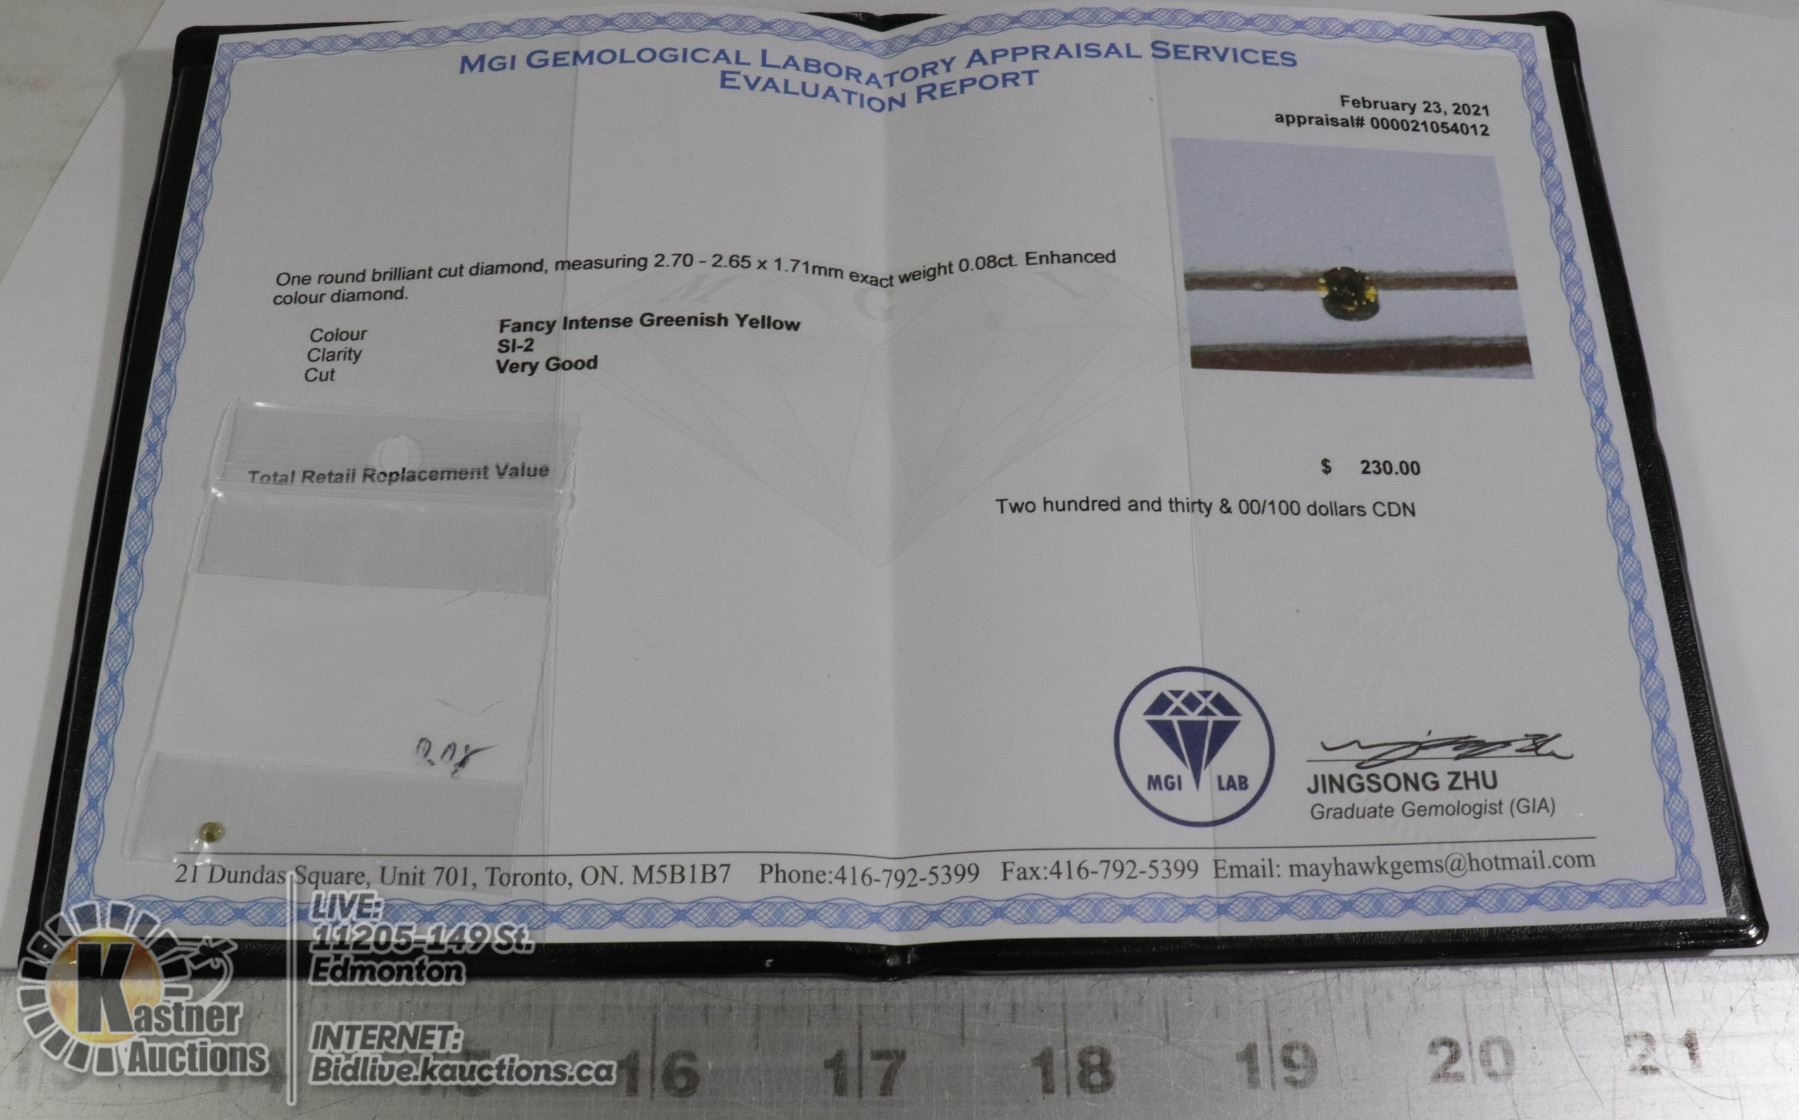 MGI GEMOLOGICAL LABORATORY APPRAISAL SERVICES
EVALUATION REPORT
February 23, 2021
appraisal# 000021054012
One round brilliant cut diamond, measuring 2.70 - 2.65 x 1.71mm exact weight 0.08ct. Enhanced
colour diamond.
Colour Fancy Intense Greenish Yellow
Clarity SI-2
Cut Very Good
M G I
Total Retail Replacement Value $ 230.00
Two hundred and thirty & 00/100 dollars CDN
MGI LAB
JINGSONG ZHU
Graduate Gemologist (GIA)
21 Dundas Square, Unit 701, Toronto, ON. M5B1B7 Phone:416-792-5399 Fax:416-792-5399 Email: mayhawkgems@hotmail.com
Kastner
Auctions
LIVE:
11205-149 St.
Edmonton
INTERNET:
Bidlive.kauctions.ca
16 17 18 19 20 21